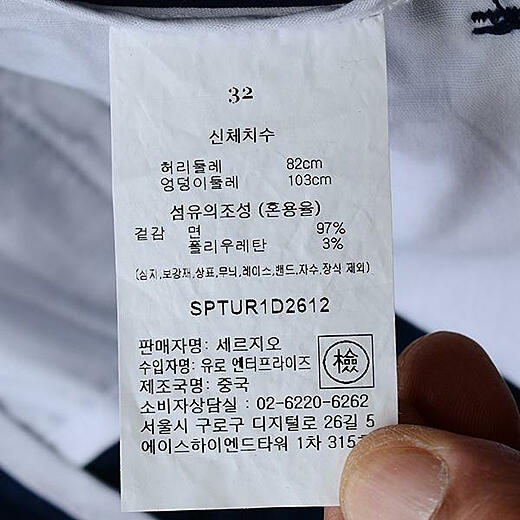 32
신체치수
허리둘레 82cm
엉덩이둘레 103cm
섬유의조성 (혼용율)
겉감 면 97%
폴리우레탄 3%
(심지,보강재,상표,무늬,레이스,밴드,자수,장식 제외)
SPTUR1D2612
판매자명: 세르지오
수입자명: 유로 엔터프라이즈
檢
제조국명: 중국
소비자상담실 : 02-6220-6262
서울시 구로구 디지털로 26길 5
에이스하이엔드타워 1차 315